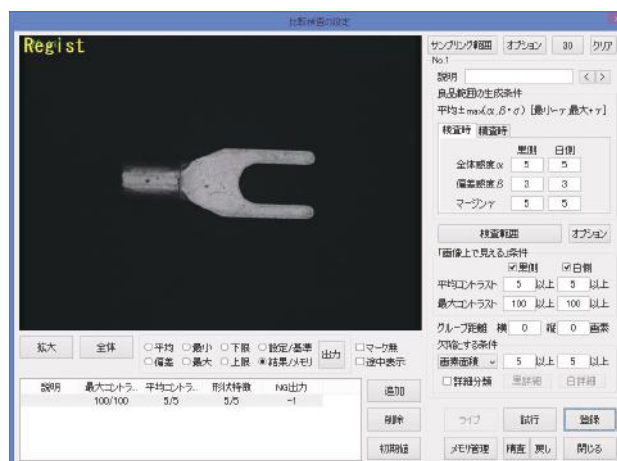 比較検査の設定
Regist
サンプリング範囲 オプション 30 クリア
No.1
説明 < >
良品範囲の生成条件
平均±max(α,β・σ) [最小-γ,最大+γ]
検査時 積査時
黒側 白側
全体感度α 5 5
偏差感度β 3 3
マージンγ 5 5
検査範囲 オプション
「画像上で見える」条件
黒側 白側
平均コントラスト 5 以上 5 以上
最大コントラスト 100 以上 100 以上
グループ距離 横 0 縦 0 画素
欠陥とする条件
画素面積 5 以上 5 以上
詳細分類 黒詳細 白詳細
拡大 全体 平均 最小 下限 設定/基準 出力 マーク無
偏差 最大 上限 結果/メモリ 途中表示
説明 最大コントラ.. 平均コントラ.. 形状特徴 NG出力
100/100 5/5 5/5 -1
追加
削除
初期値
ライブ 試行 登録
メモリ管理 積査 戻し 閉じる